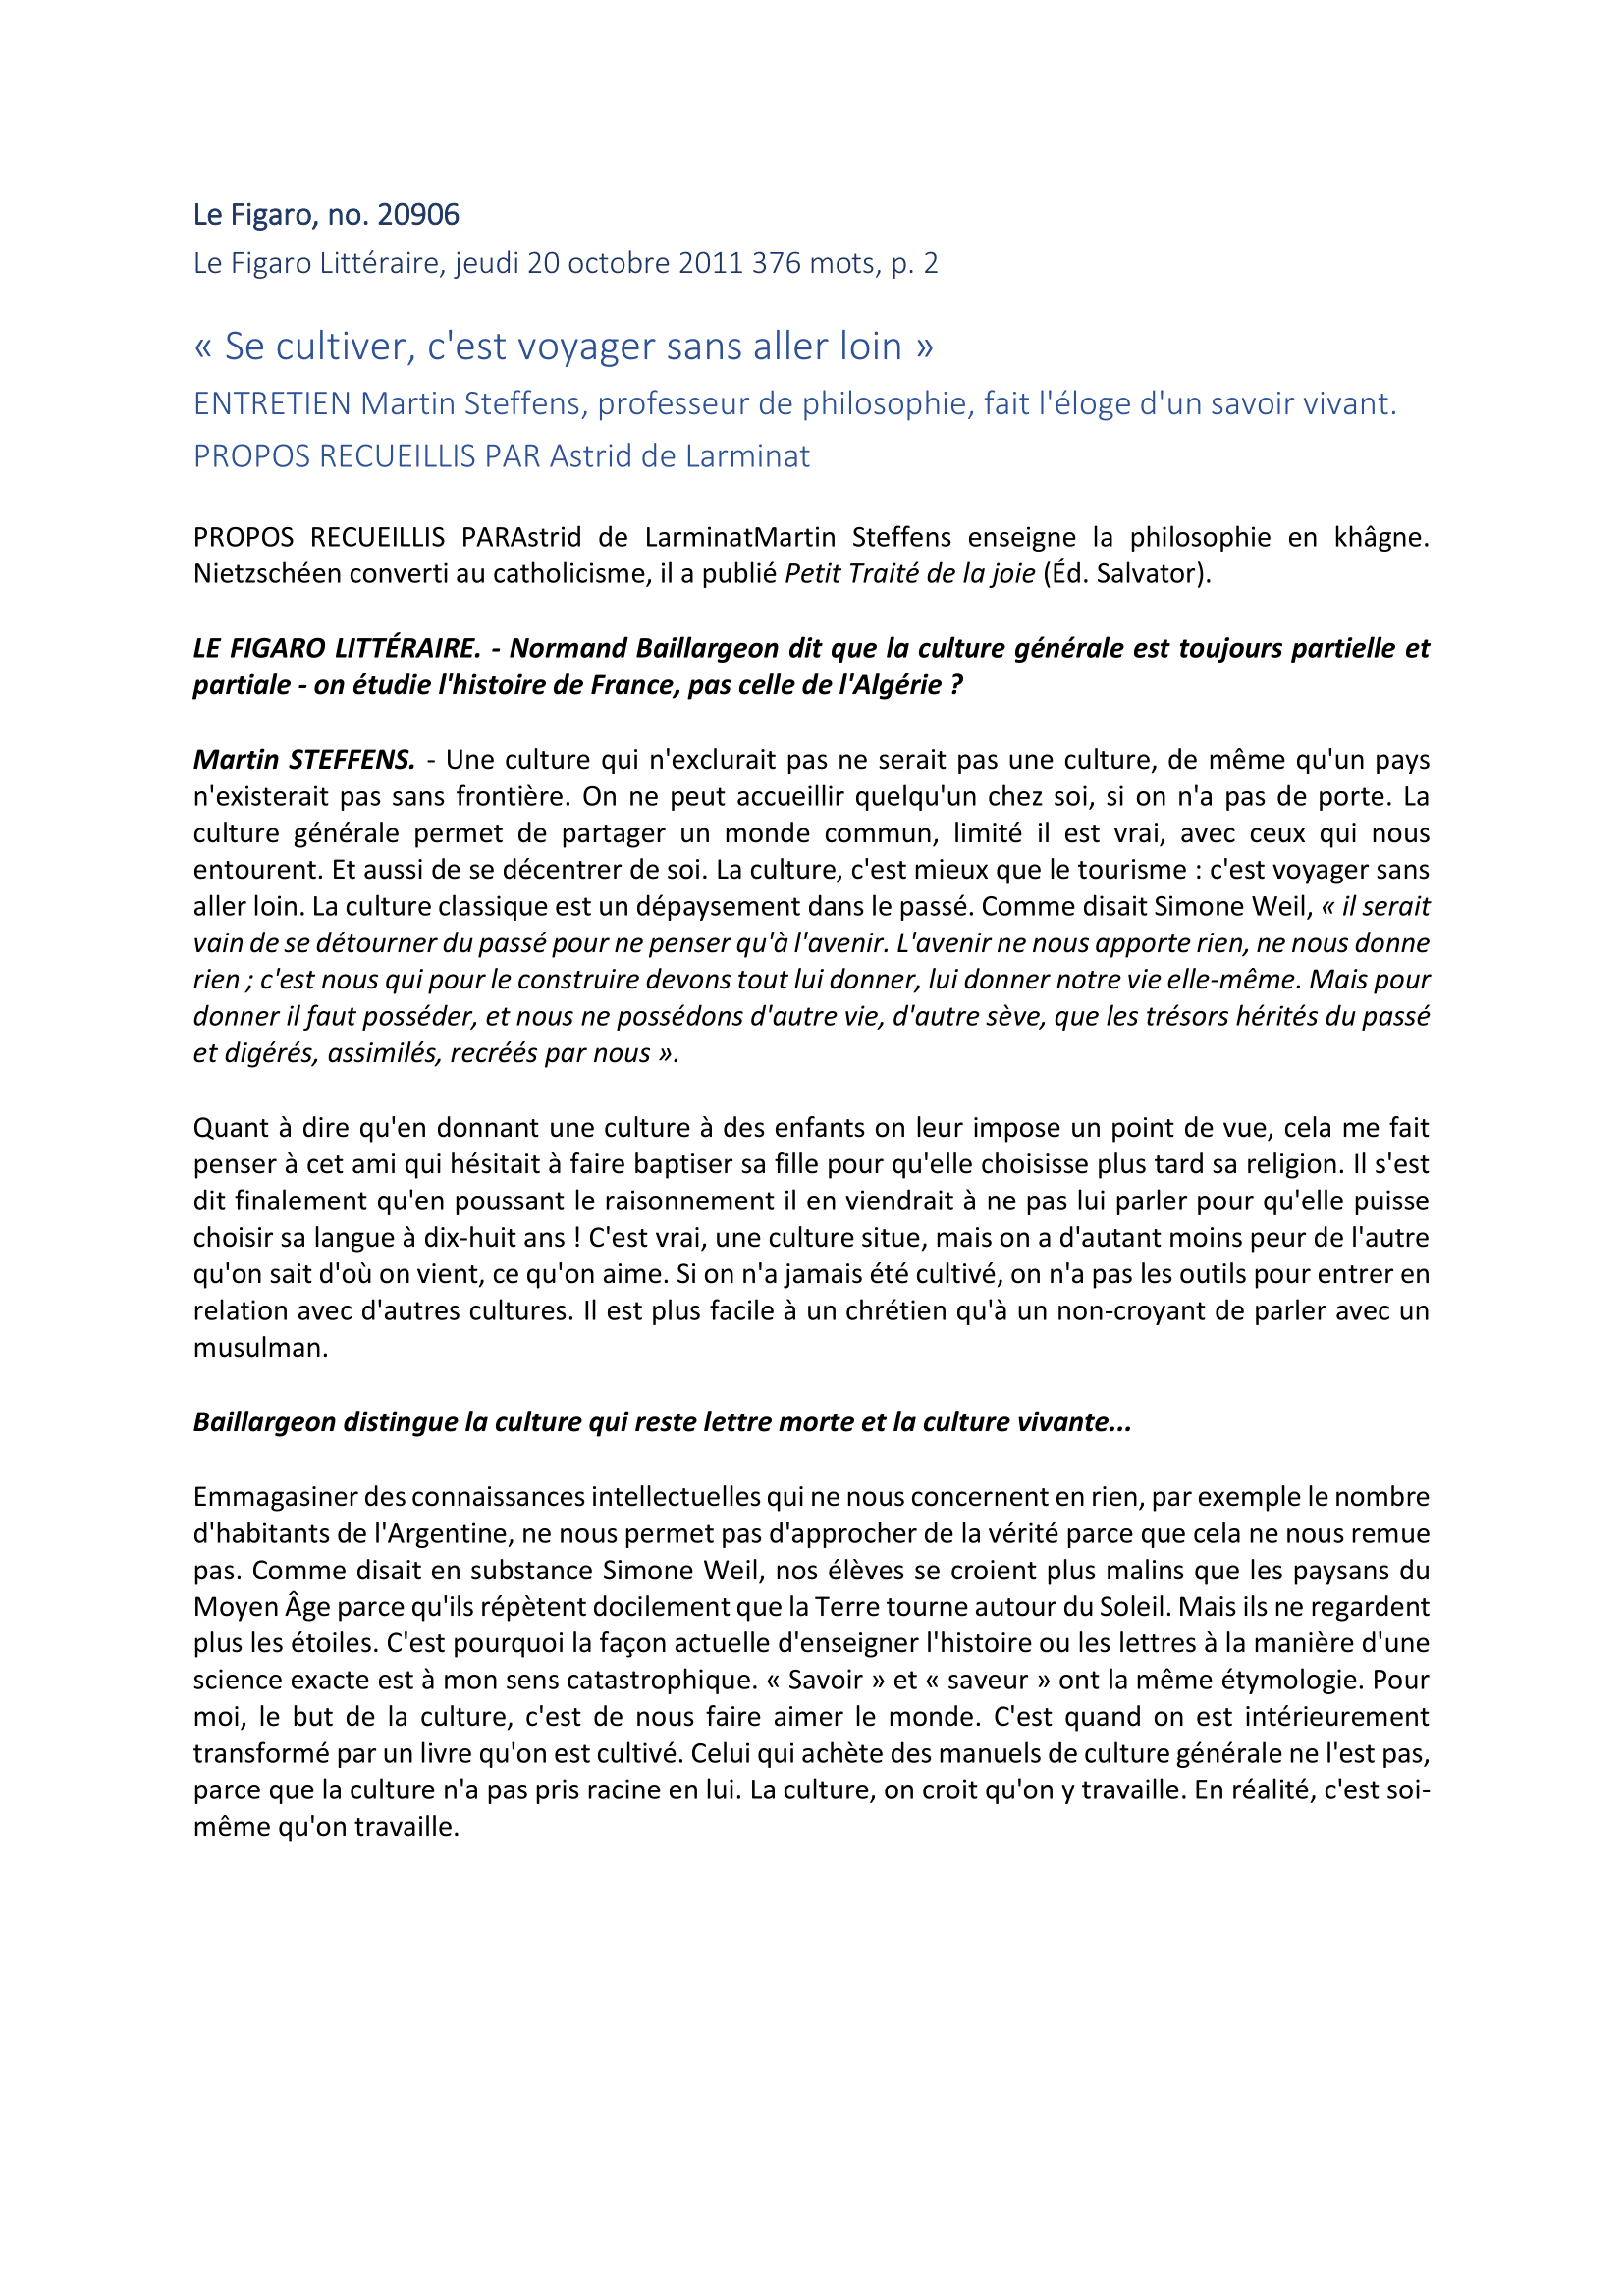 Le Figaro, no. 20906
Le Figaro Littéraire, jeudi 20 octobre 2011 376 mots, p. 2
« Se cultiver, c'est voyager sans aller loin »
ENTRETIEN Martin Steffens, professeur de philosophie, fait l'éloge d'un savoir vivant.
PROPOS RECUEILLIS PAR Astrid de Larminat
PROPOS RECUEILLIS PARAstrid de LarminatMartin Steffens enseigne la philosophie en khâgne.
Nietzschéen converti au catholicisme, il a publié Petit Traité de la joie (Éd. Salvator).
LE FIGARO LITTÉRAIRE. - Normand Baillargeon dit que la culture générale est toujours partielle et
partiale - on étudie l'histoire de France, pas celle de l'Algérie ?
Martin STEFFENS. - Une culture qui n'exclurait pas ne serait pas une culture, de même qu'un pays
n'existerait pas sans frontière. On ne peut accueillir quelqu'un chez soi, si on n'a pas de porte. La
culture générale permet de partager un monde commun, limité il est vrai, avec ceux qui nous
entourent. Et aussi de se décentrer de soi. La culture, c'est mieux que le tourisme : c'est voyager sans
aller loin. La culture classique est un dépaysement dans le passé. Comme disait Simone Weil, « il serait
vain de se détourner du passé pour ne penser qu'à l'avenir. L'avenir ne nous apporte rien, ne nous donne
rien ; c'est nous qui pour le construire devons tout lui donner, lui donner notre vie elle-même. Mais pour
donner il faut posséder, et nous ne possédons d'autre vie, d'autre sève, que les trésors hérités du passé
et digérés, assimilés, recréés par nous ».
Quant à dire qu'en donnant une culture à des enfants on leur impose un point de vue, cela me fait
penser à cet ami qui hésitait à faire baptiser sa fille pour qu'elle choisisse plus tard sa religion. Il s'est
dit finalement qu'en poussant le raisonnement il en viendrait à ne pas lui parler pour qu'elle puisse
choisir sa langue à dix-huit ans ! C'est vrai, une culture situe, mais on a d'autant moins peur de l'autre
qu'on sait d'où on vient, ce qu'on aime. Si on n'a jamais été cultivé, on n'a pas les outils pour entrer en
relation avec d'autres cultures. Il est plus facile à un chrétien qu'à un non-croyant de parler avec un
musulman.
Baillargeon distingue la culture qui reste lettre morte et la culture vivante...
Emmagasiner des connaissances intellectuelles qui ne nous concernent en rien, par exemple le nombre
d'habitants de l'Argentine, ne nous permet pas d'approcher de la vérité parce que cela ne nous remue
pas. Comme disait en substance Simone Weil, nos élèves se croient plus malins que les paysans du
Moyen Âge parce qu'ils répètent docilement que la Terre tourne autour du Soleil. Mais ils ne regardent
plus les étoiles. C'est pourquoi la façon actuelle d'enseigner l'histoire ou les lettres à la manière d'une
science exacte est à mon sens catastrophique. « Savoir » et « saveur » ont la même étymologie. Pour
moi, le but de la culture, c'est de nous faire aimer le monde. C'est quand on est intérieurement
transformé par un livre qu'on est cultivé. Celui qui achète des manuels de culture générale ne l'est pas,
parce que la culture n'a pas pris racine en lui. La culture, on croit qu'on y travaille. En réalité, c'est soi-
même qu'on travaille.